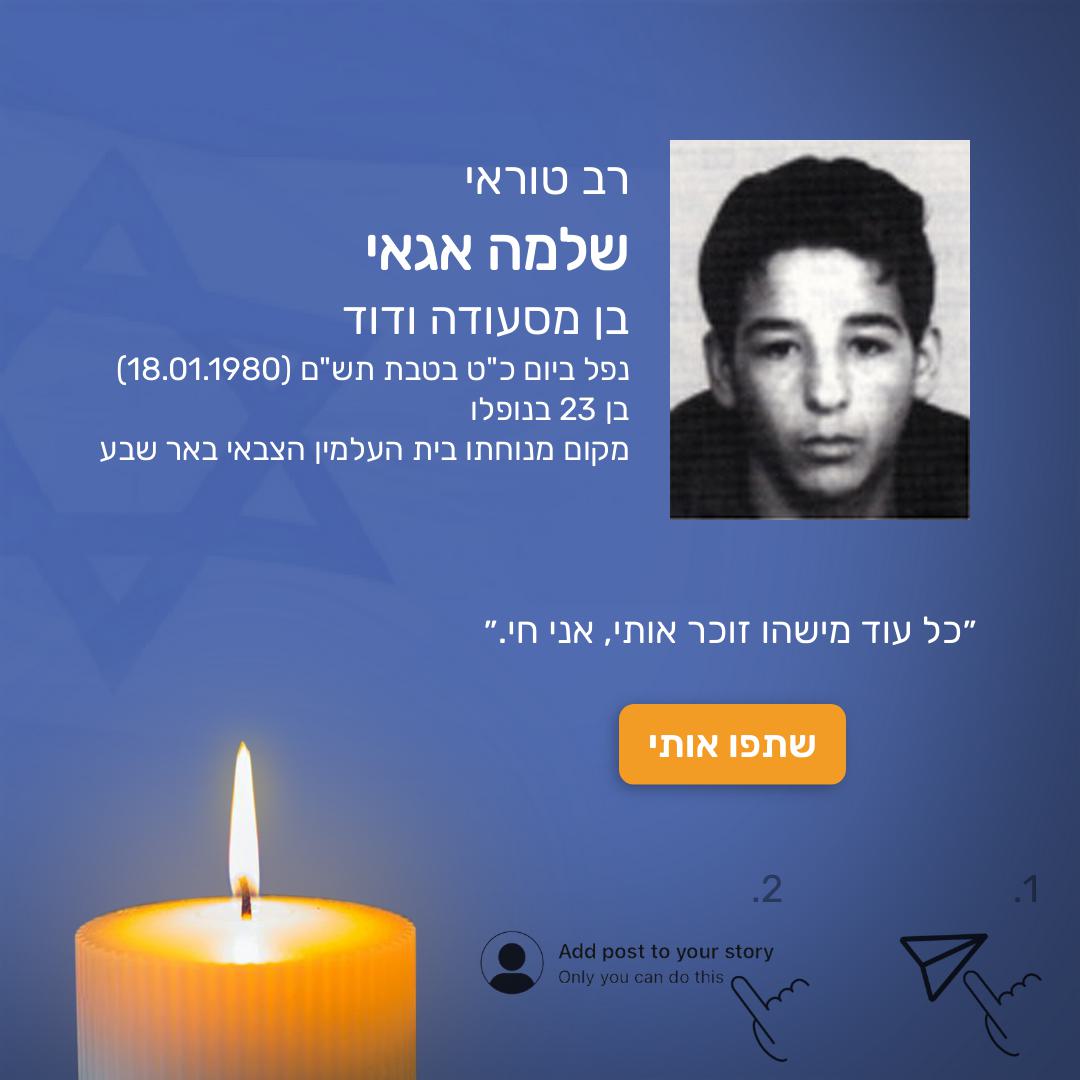 רב טוראי
שלמה אגאי
בן מסעודה ודוד
נפל ביום כ"ט בטבת תש"ם (18.01.1980)
בן 23 בנופלו
מקום מנוחתו בית העלמין הצבאי באר שבע
״כל עוד מישהו זוכר אותי, אני חי.״
שתפו אותי
.1
.2
Add post to your story
Only you can do this